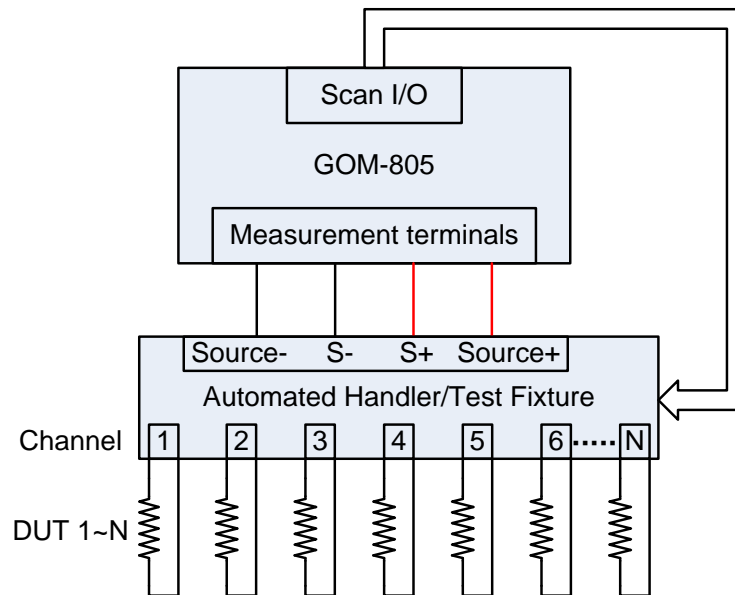 Scan I/O
GOM-805
Measurement terminals
Source- S- S+ Source+
Automated Handler/Test Fixture
Channel 1 2 3 4 5 6 ····· N
DUT 1~N